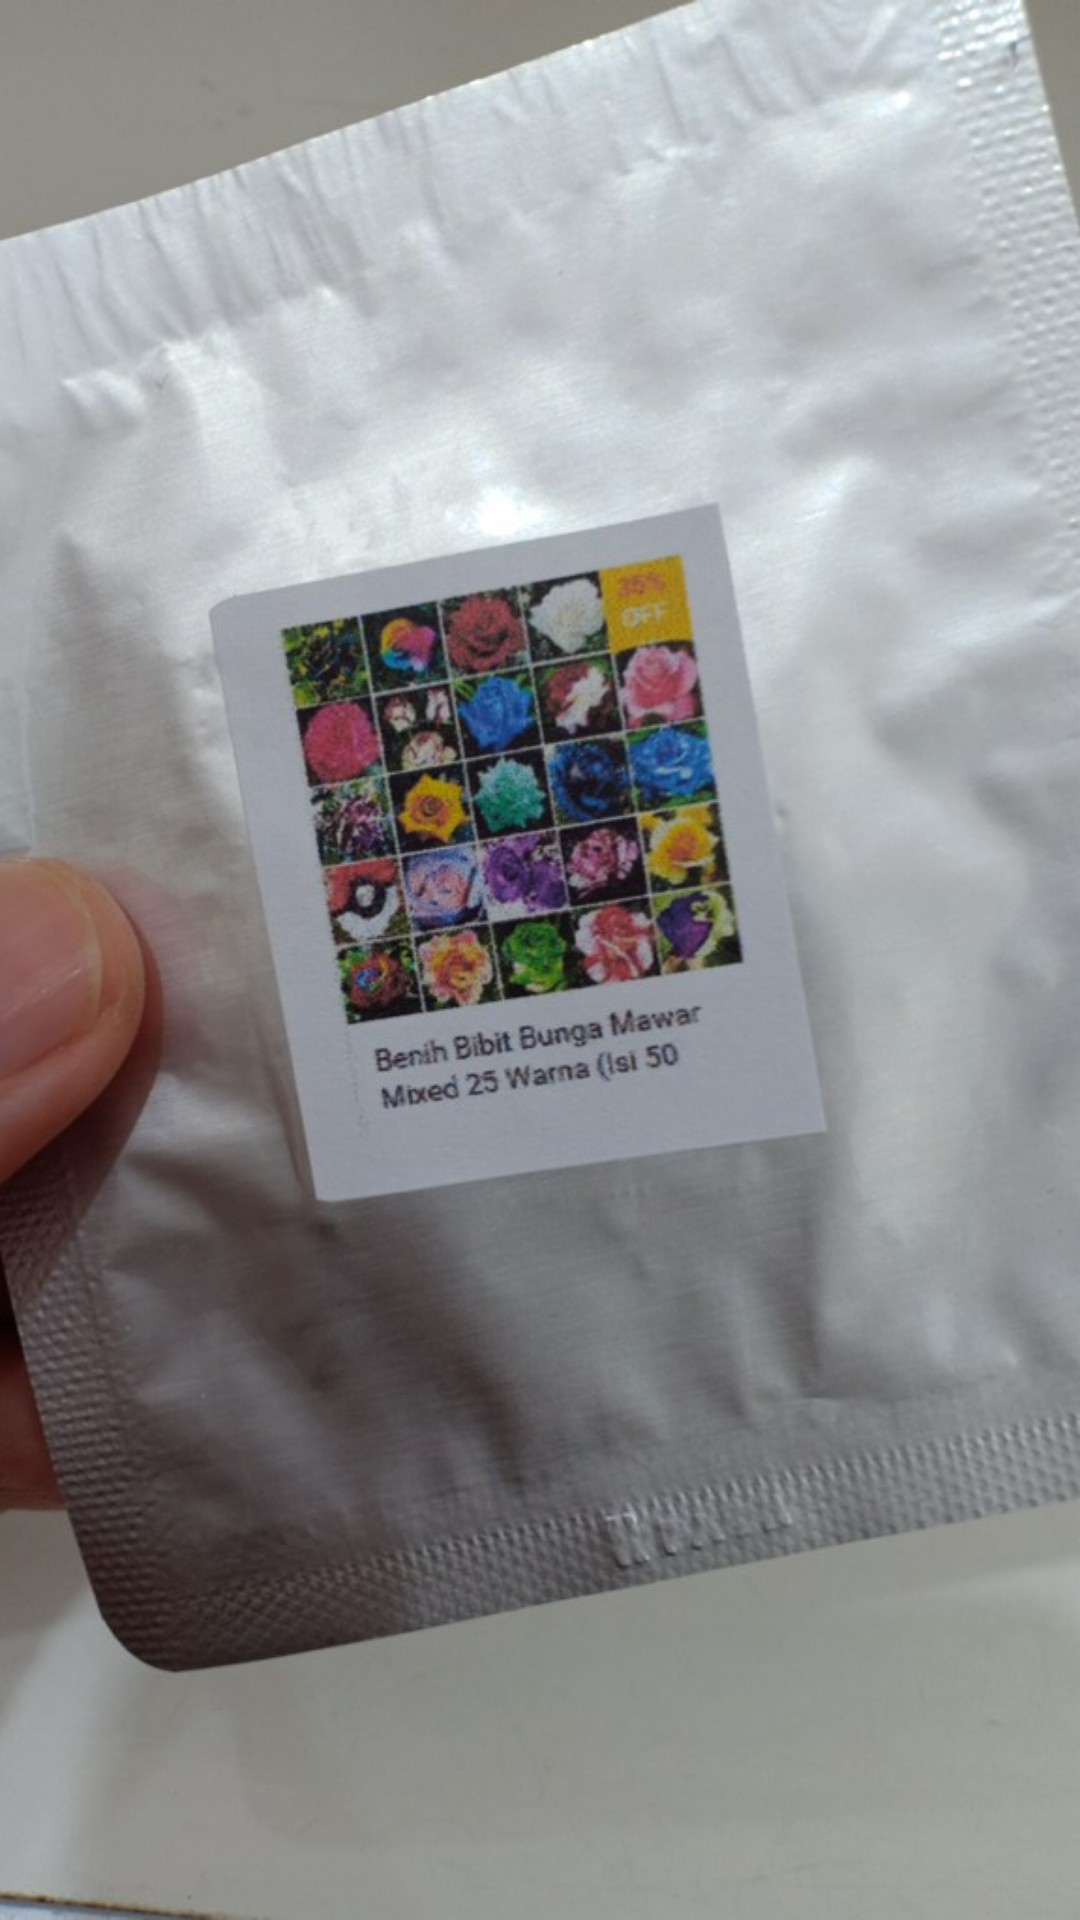 35%
OFF
Benih Bibit Bunga Mawar
Mixed 25 Warna (Isi 50